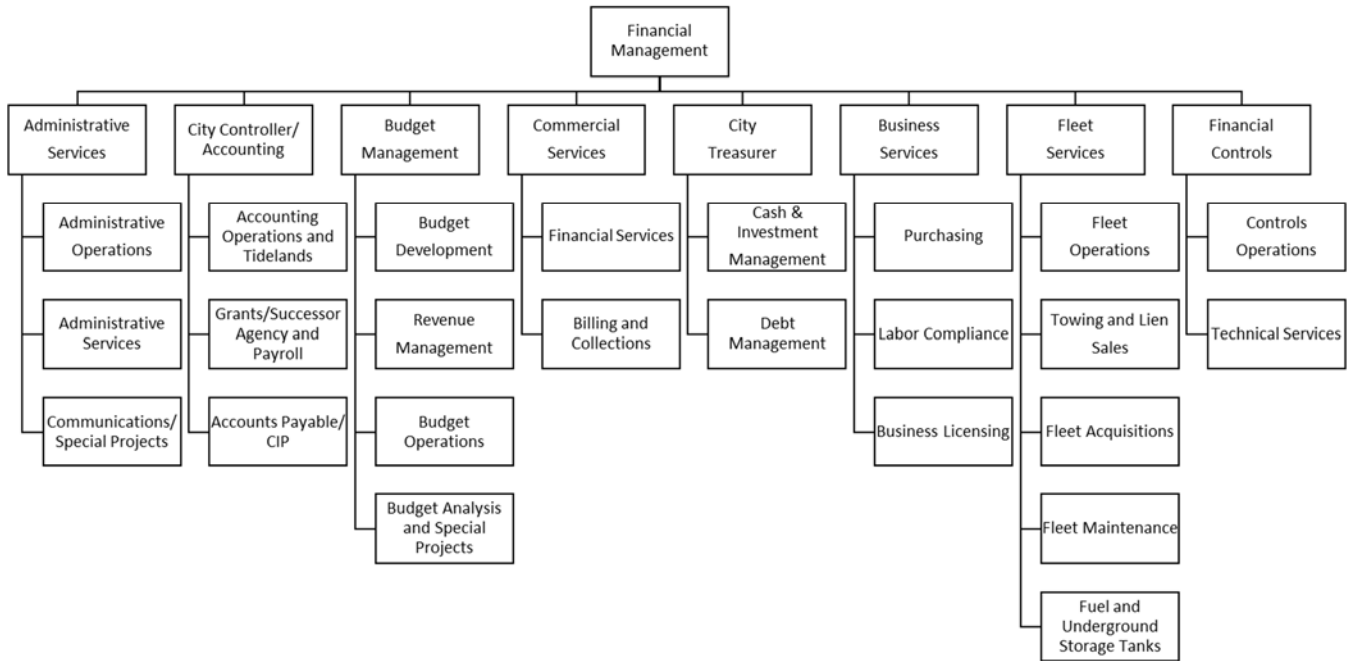 Financial
Management
Administrative
Services
City Controller/
Accounting
Budget
Management
Commercial
Services
City
Treasurer
Business
Services
Fleet
Services
Financial
Controls
Administrative
Operations
Administrative
Services
Communications/
Special Projects
Accounting
Operations and
Tidelands
Grants/Successor
Agency and
Payroll
Accounts Payable/
CIP
Budget
Development
Revenue
Management
Budget
Operations
Budget Analysis
and Special
Projects
Financial Services
Billing and
Collections
Cash &
Investment
Management
Debt
Management
Purchasing
Labor Compliance
Business Licensing
Fleet
Operations
Towing and Lien
Sales
Fleet Acquisitions
Fleet Maintenance
Fuel and
Underground
Storage Tanks
Controls
Operations
Technical Services